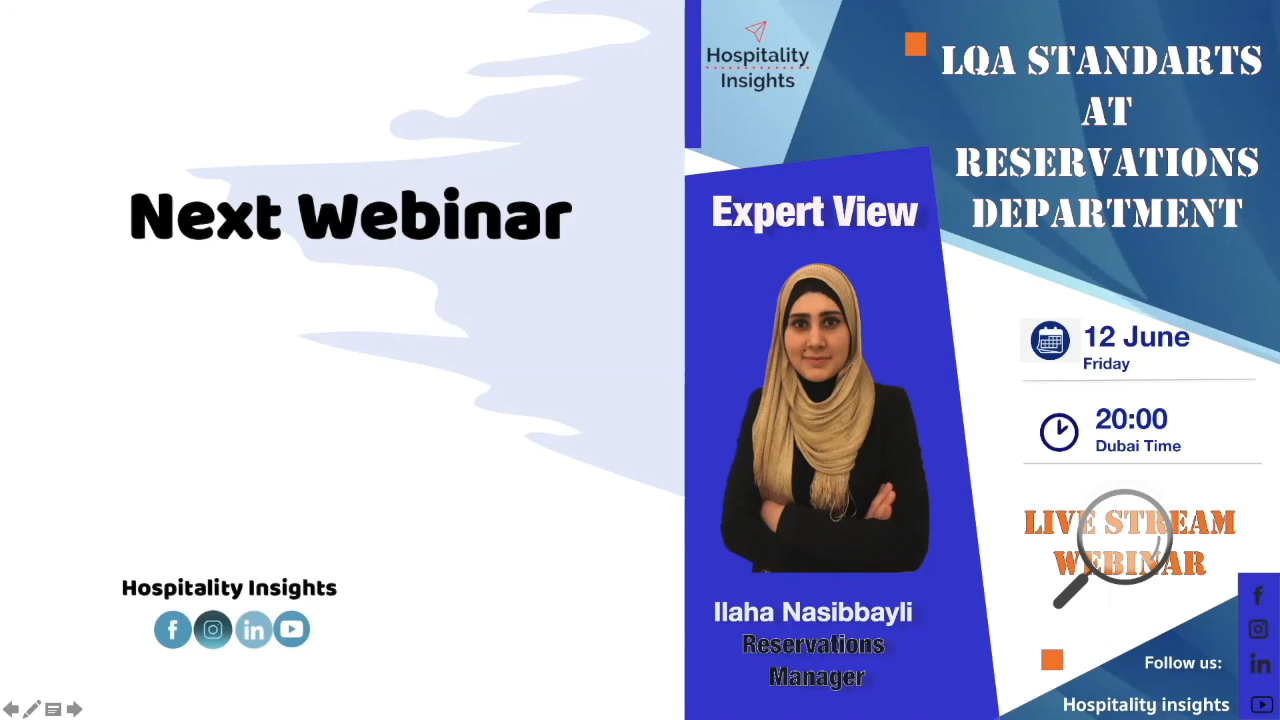 Next Webinar
Hospitality Insights
Hospitality
Insights
LQA STANDARTS
AT
RESERVATIONS
DEPARTMENT
Expert View
12 June
Friday
20:00
Dubai Time
LIVE STREAM
WEBINAR
Ilaha Nasibbayli
Reservations
Manager
Follow us:
Hospitality insights